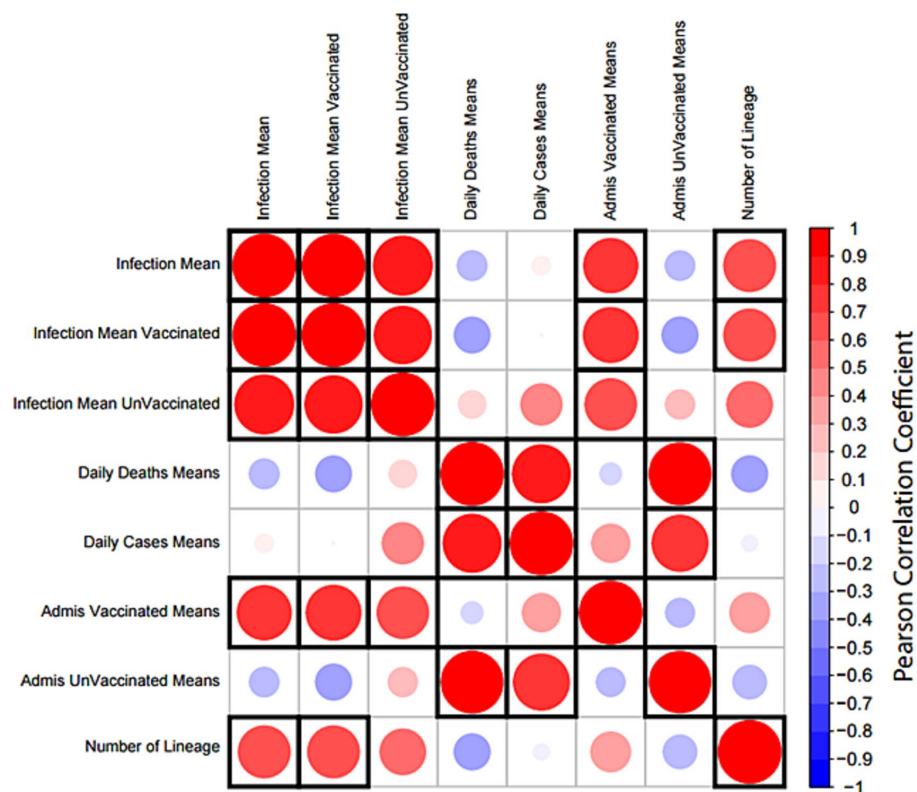 Infection Mean
Infection Mean Vaccinated
Infection Mean UnVaccinated
Daily Deaths Means
Daily Cases Means
Admis Vaccinated Means
Admis UnVaccinated Means
Number of Lineage
Infection Mean
Infection Mean Vaccinated
Infection Mean UnVaccinated
Daily Deaths Means
Daily Cases Means
Admis Vaccinated Means
Admis UnVaccinated Means
Number of Lineage
1
0.9
0.8
0.7
0.6
0.5
0.4
0.3
0.2
0.1
0
−0.1
−0.2
−0.3
−0.4
−0.5
−0.6
−0.7
−0.8
−0.9
−1
Pearson Correlation Coefficient